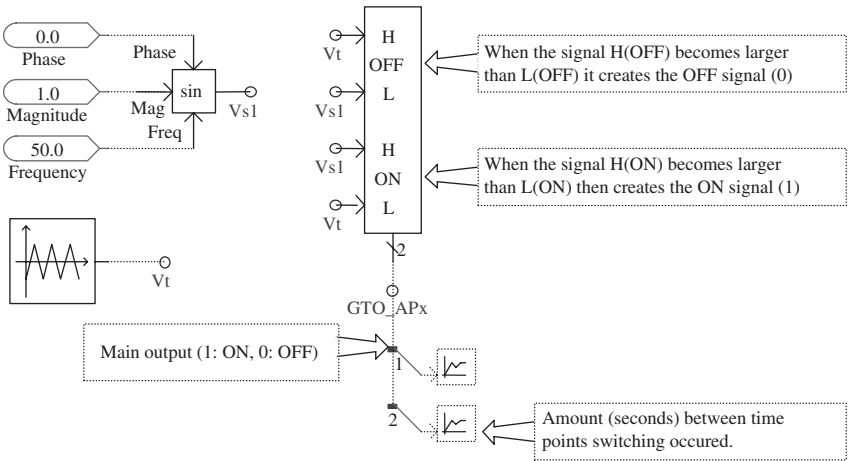 0.0
Phase
Phase
1.0
Magnitude
Mag
sin
Vs1
Freq
50.0
Frequency
Vt
Vt
H
OFF
Vs1
L
Vs1
H
ON
Vt
L
When the signal H(OFF) becomes larger
than L(OFF) it creates the OFF signal (0)
When the signal H(ON) becomes larger
than L(ON) then creates the ON signal (1)
2
GTO_APx
Main output (1: ON, 0: OFF)
1
2
Amount (seconds) between time
points switching occured.